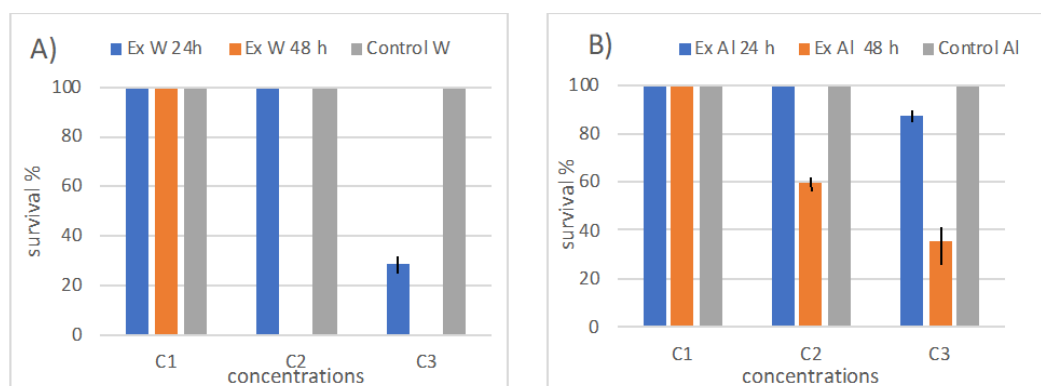 A)
Ex W 24h Ex W 48 h Control W
100
80
60
40
20
0
survival %
C1 C2 C3
concentrations
B)
Ex Al 24 h Ex Al 48 h Control Al
100
80
60
40
20
0
survival %
C1 C2 C3
concentrations